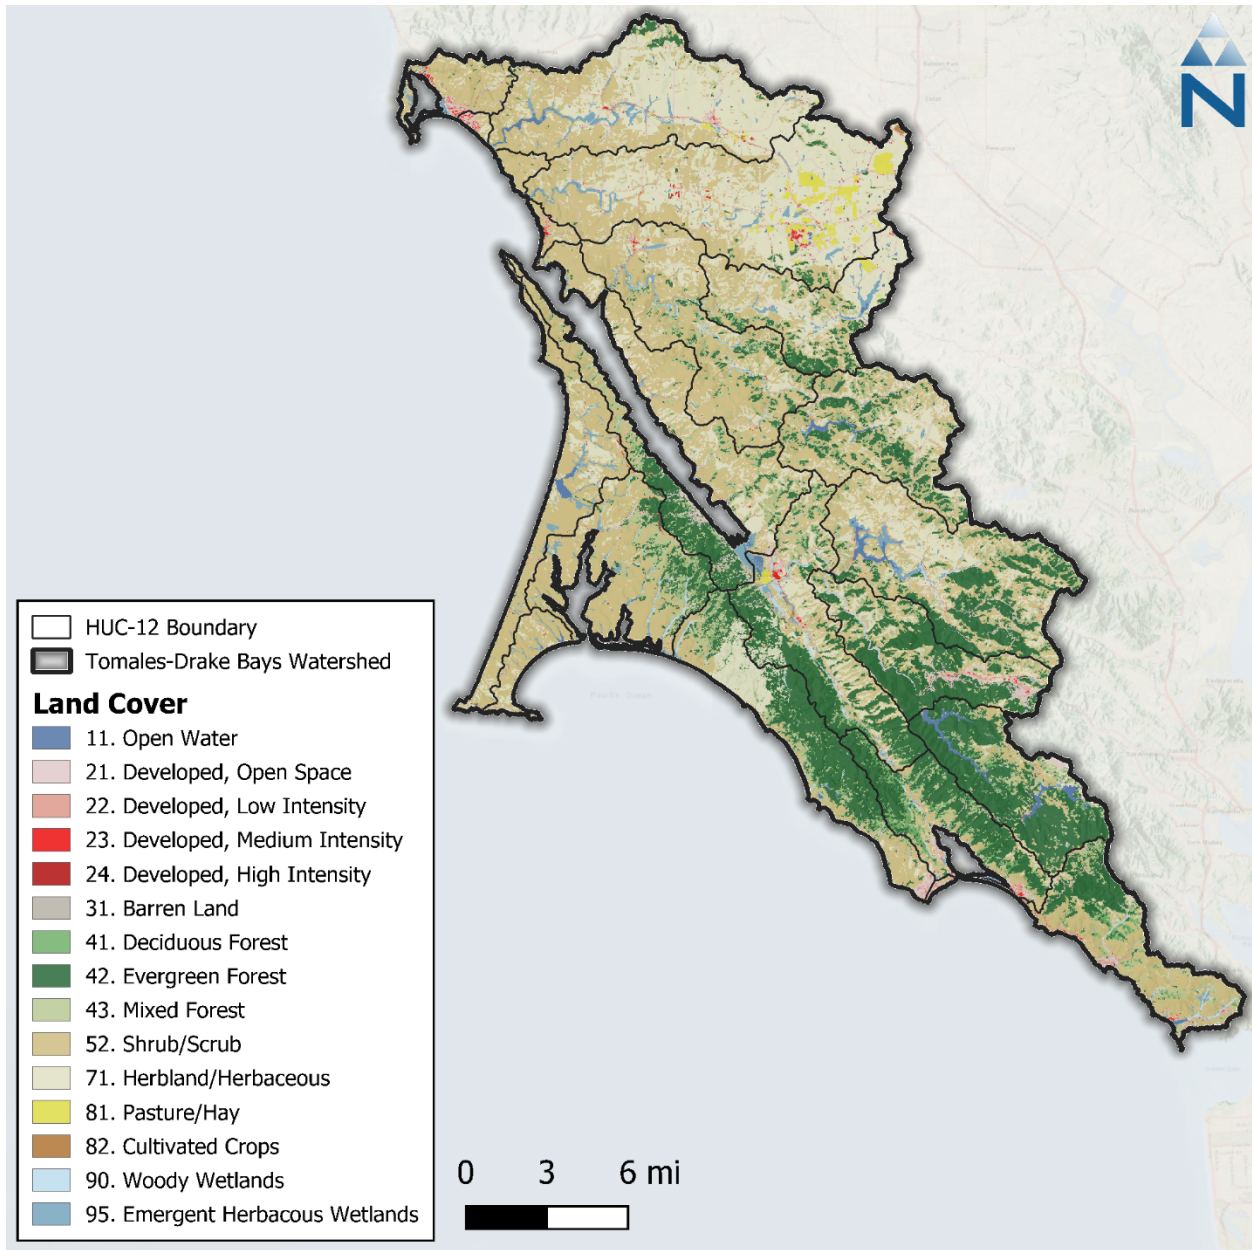 N
HUC-12 Boundary
Tomales-Drake Bays Watershed
Land Cover
11. Open Water
21. Developed, Open Space
22. Developed, Low Intensity
23. Developed, Medium Intensity
24. Developed, High Intensity
31. Barren Land
41. Deciduous Forest
42. Evergreen Forest
43. Mixed Forest
52. Shrub/Scrub
71. Herbland/Herbaceous
81. Pasture/Hay
82. Cultivated Crops
90. Woody Wetlands
95. Emergent Herbacous Wetlands
0 3 6 mi